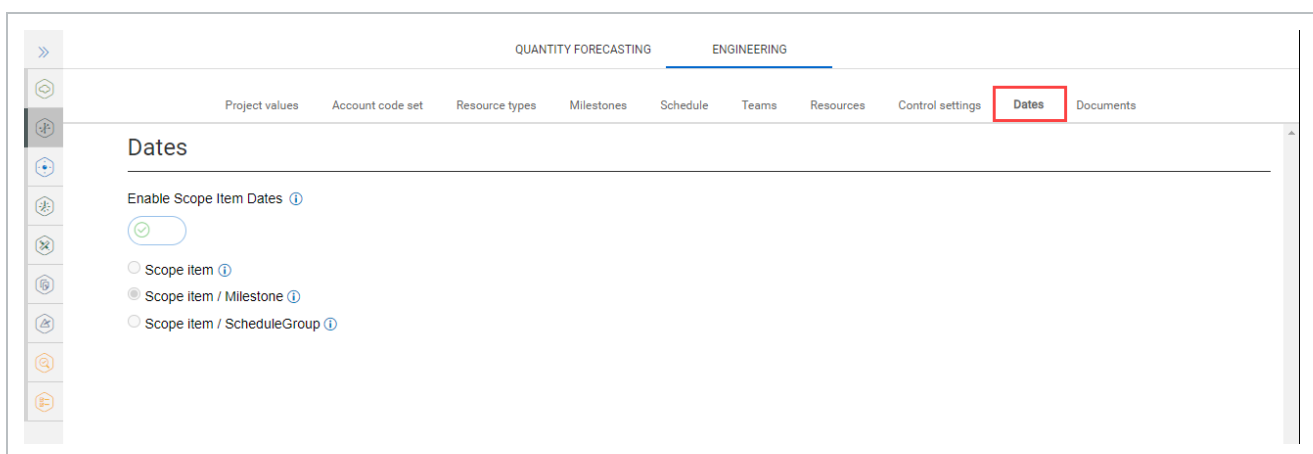 QUANTITY FORECASTING ENGINEERING
Project values Account code set Resource types Milestones Schedule Teams Resources Control settings Dates Documents
Dates
Enable Scope Item Dates
Scope item
Scope item / Milestone
Scope item / ScheduleGroup